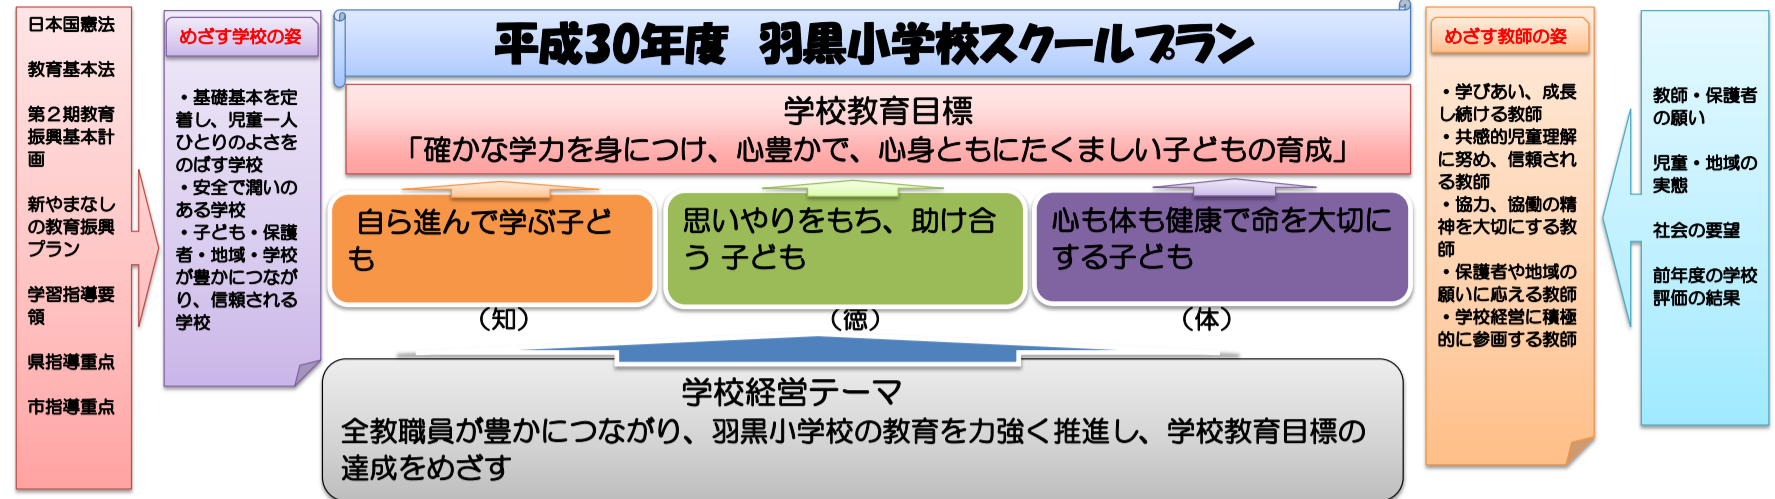 日本国憲法
教育基本法
第２期教育
振興基本計
画
新やまなし
の教育振興
プラン
学習指導要
領
県指導重点
市指導重点
めざす学校の姿
・基礎基本を定
着し、児童一人
ひとりのよさを
のばす学校
・安全で潤いの
ある学校
・子ども・保護
者・地域・学校
が豊かにつなが
り、信頼される
学校
平成30年度　羽黒小学校スクールプラン
学校教育目標
「確かな学力を身につけ、心豊かで、心身ともにたくましい子どもの育成」
自ら進んで学ぶ子ど
も
（知）
思いやりをもち、助け合
う 子ども
（徳）
心も体も健康で命を大切に
する子ども
（体）
学校経営テーマ
全教職員が豊かにつながり、羽黒小学校の教育を力強く推進し、学校教育目標の
達成をめざす
めざす教師の姿
・学びあい、成長
し続ける教師
・共感的児童理解
に努め、信頼され
る教師
・協力、協働の精
神を大切にする教
師
・保護者や地域の
願いに応える教師
・学校経営に積極
的に参画する教師
教師・保護者
の願い
児童・地域の
実態
社会の要望
前年度の学校
評価の結果